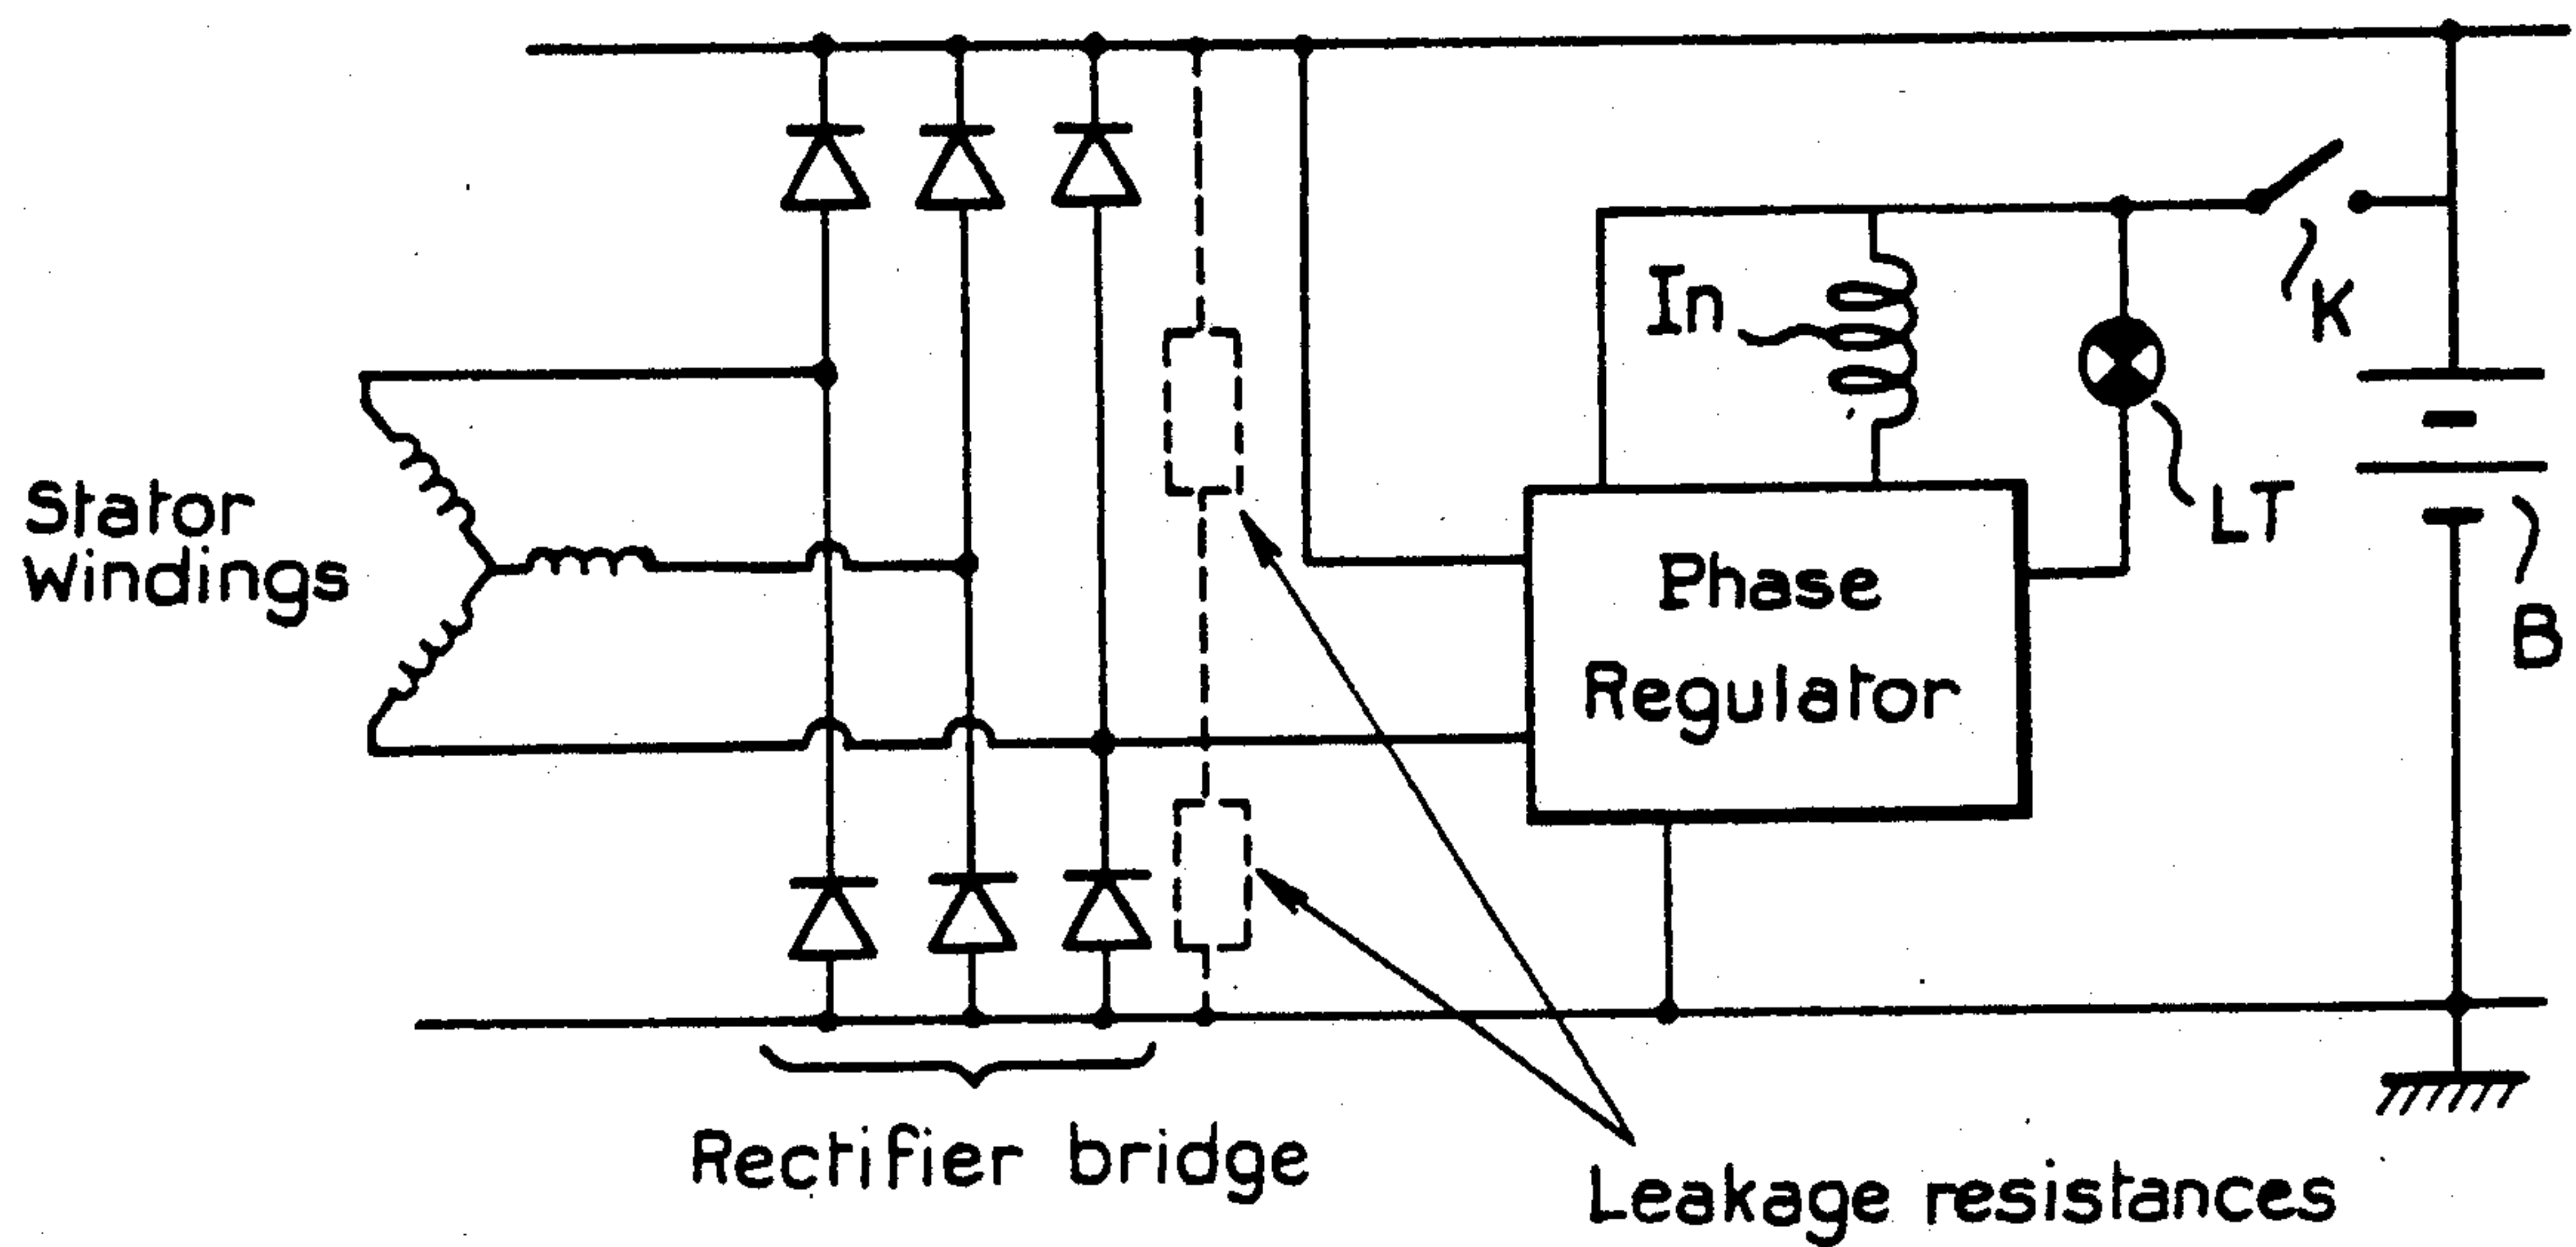 In
K
LT
B
Stator
Windings
Phase
Regulator
Rectifier bridge
Leakage resistances